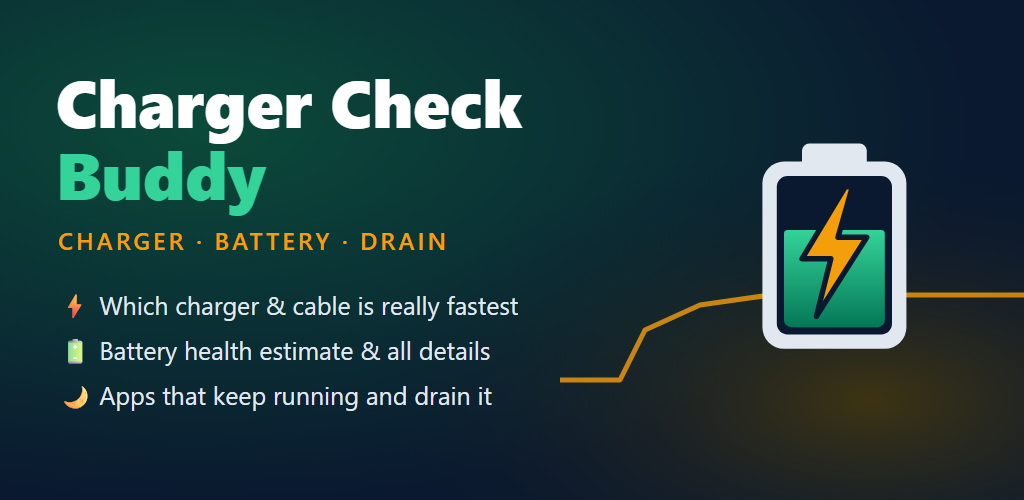 Charger Check
Buddy
CHARGER · BATTERY · DRAIN
Which charger & cable is really fastest
Battery health estimate & all details
Apps that keep running and drain it